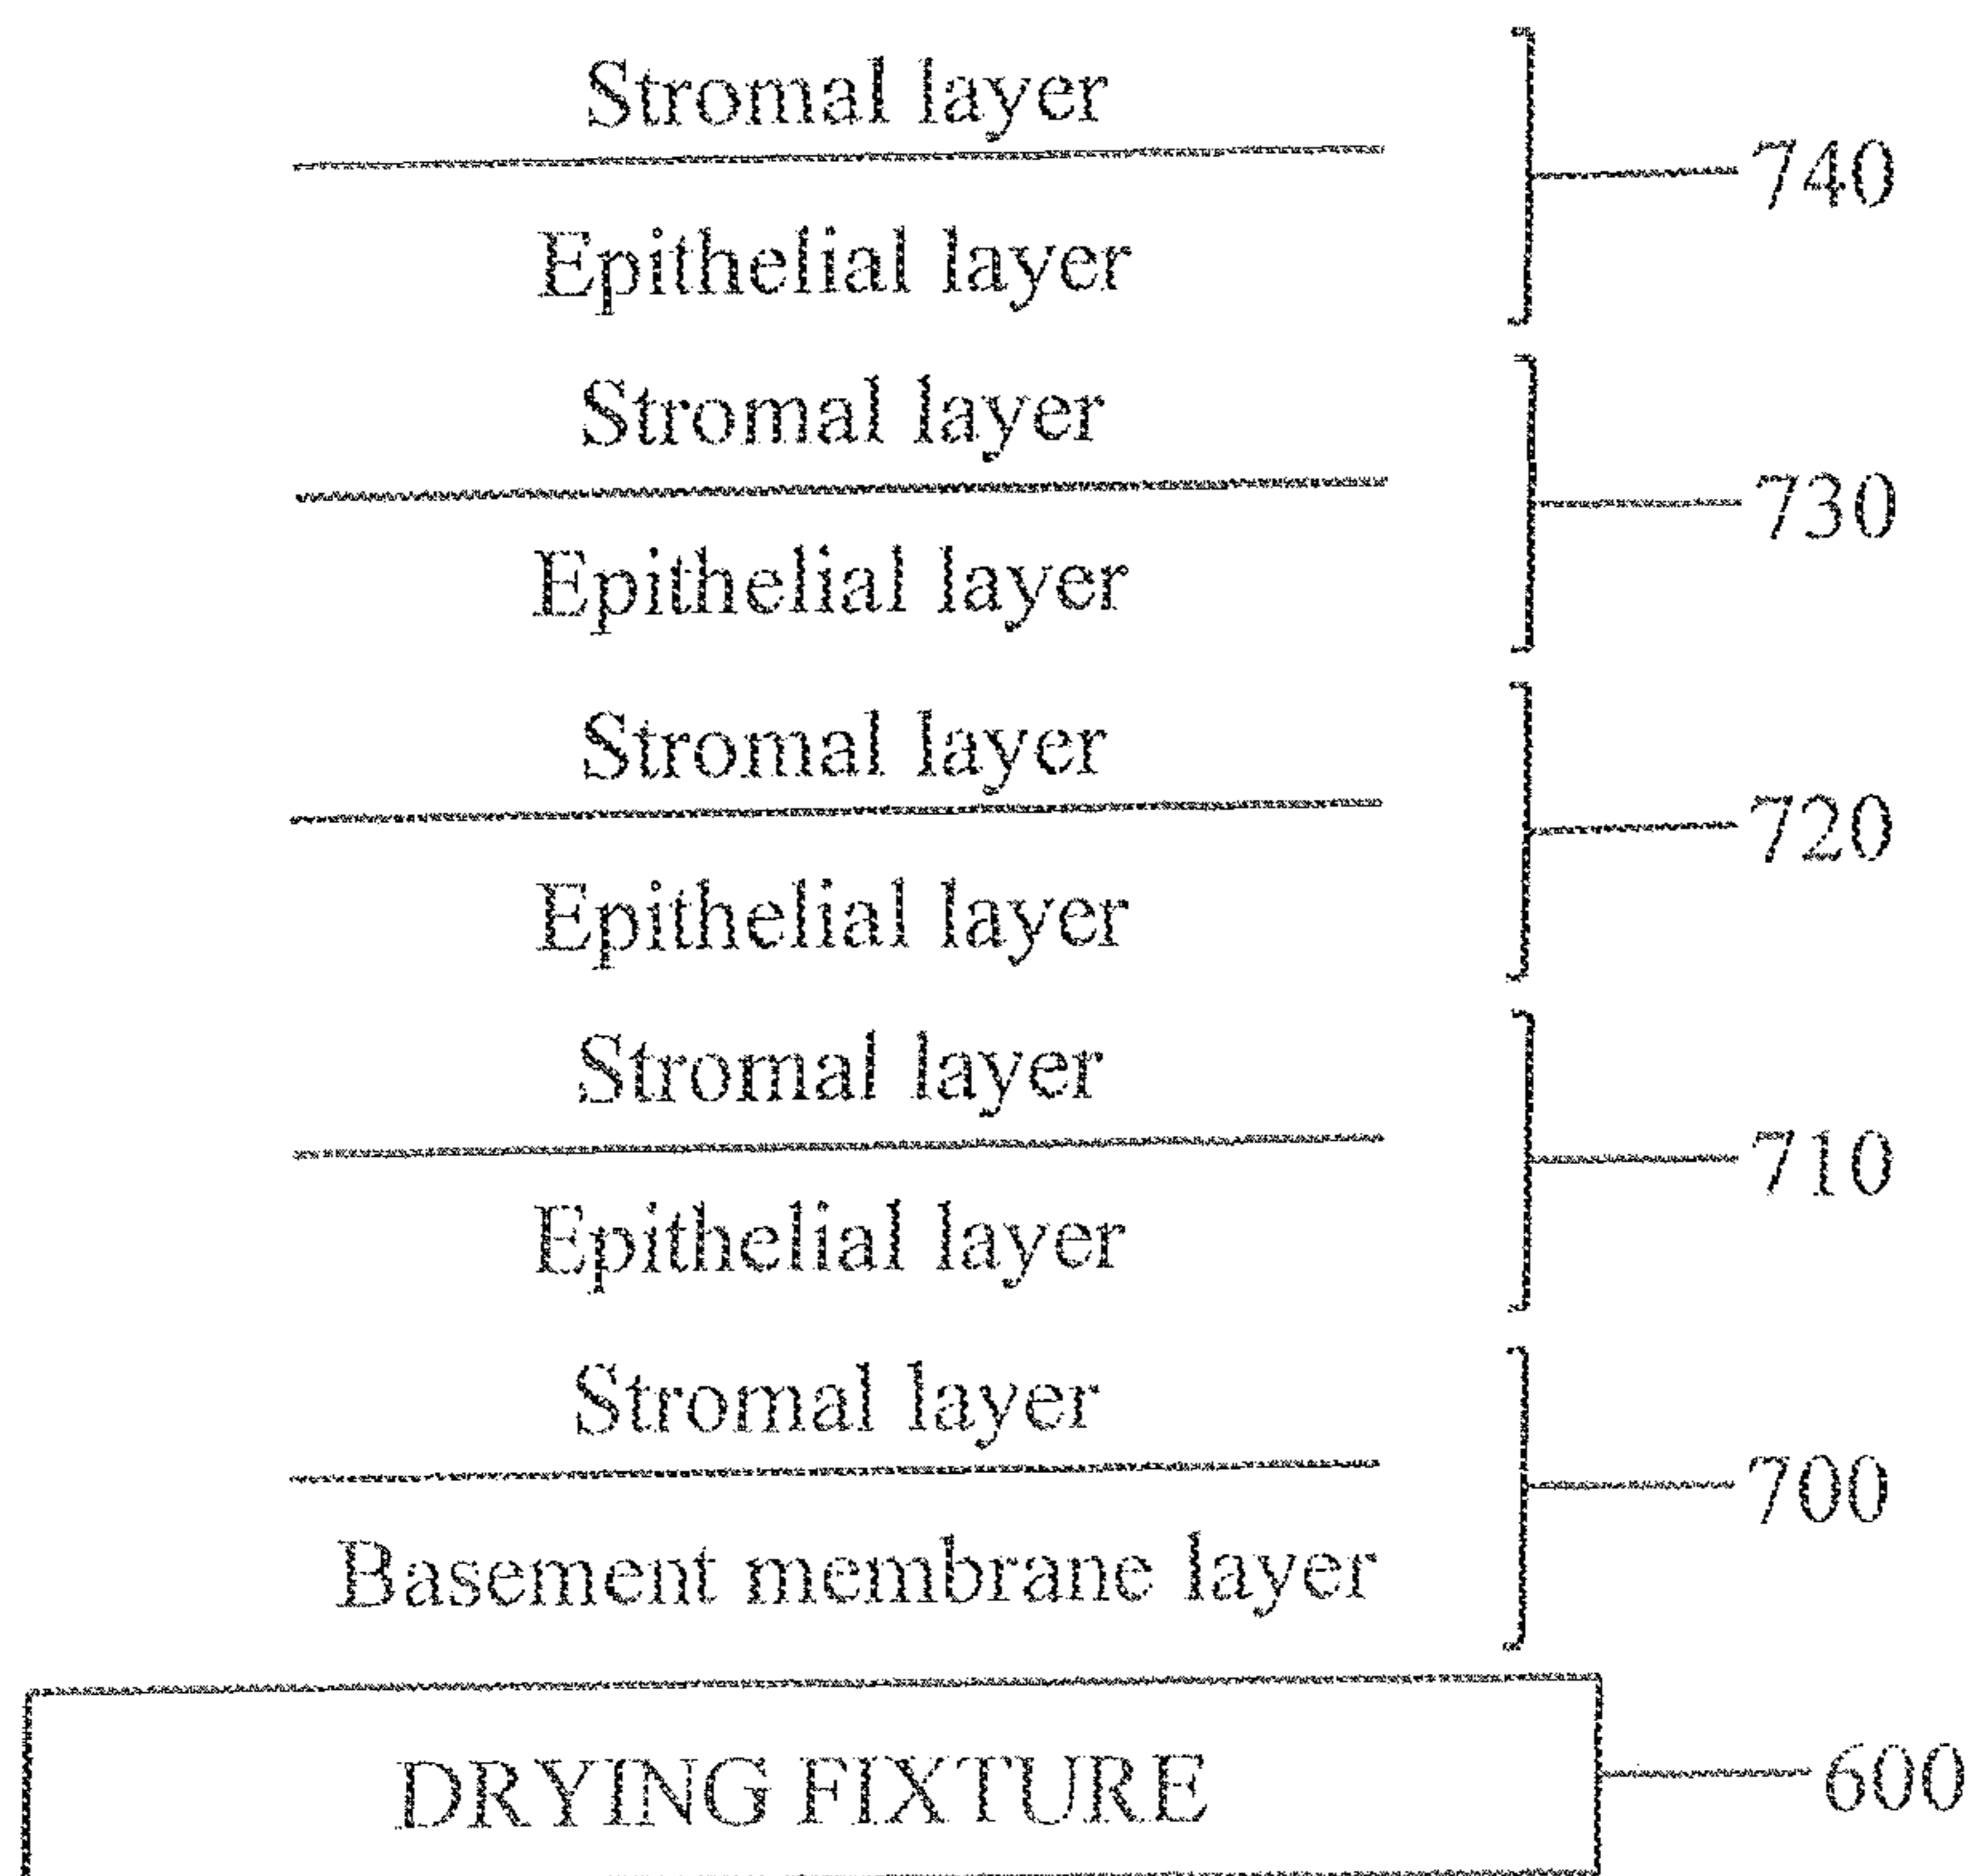 Stromal layer
740
Epithelial layer
Stromal layer
730
Epithelial layer
Stromal layer
720
Epithelial layer
Stromal layer
710
Epithelial layer
Stromal layer
700
Basement membrane layer
DRYING FIXTURE
600